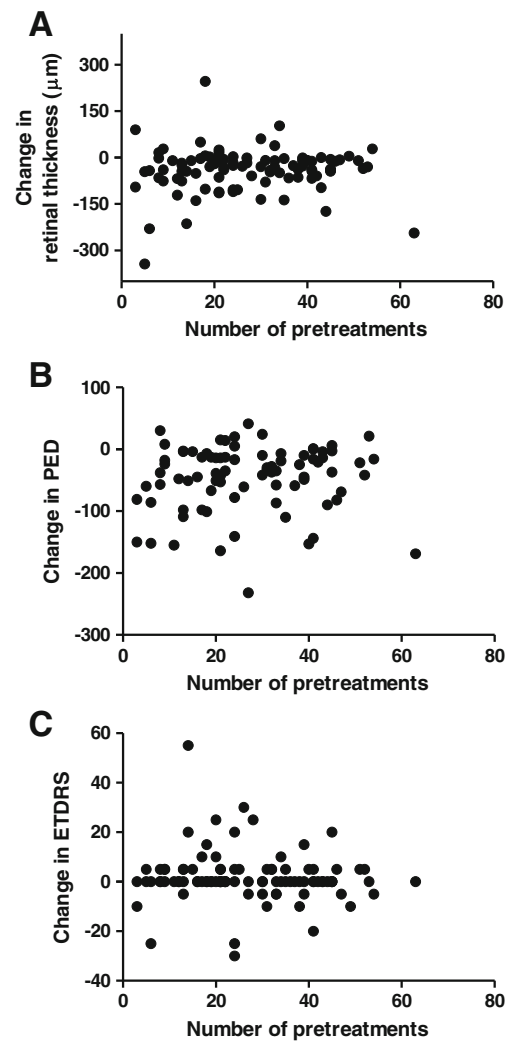 A
Change in
retinal thickness (μm)
300
150
0
-150
-300
0 20 40 60 80
Number of pretreatments
B
Change in PED
100
0
-100
-200
-300
0 20 40 60 80
Number of pretreatments
C
Change in ETDRS
60
40
20
0
-20
-40
0 20 40 60 80
Number of pretreatments